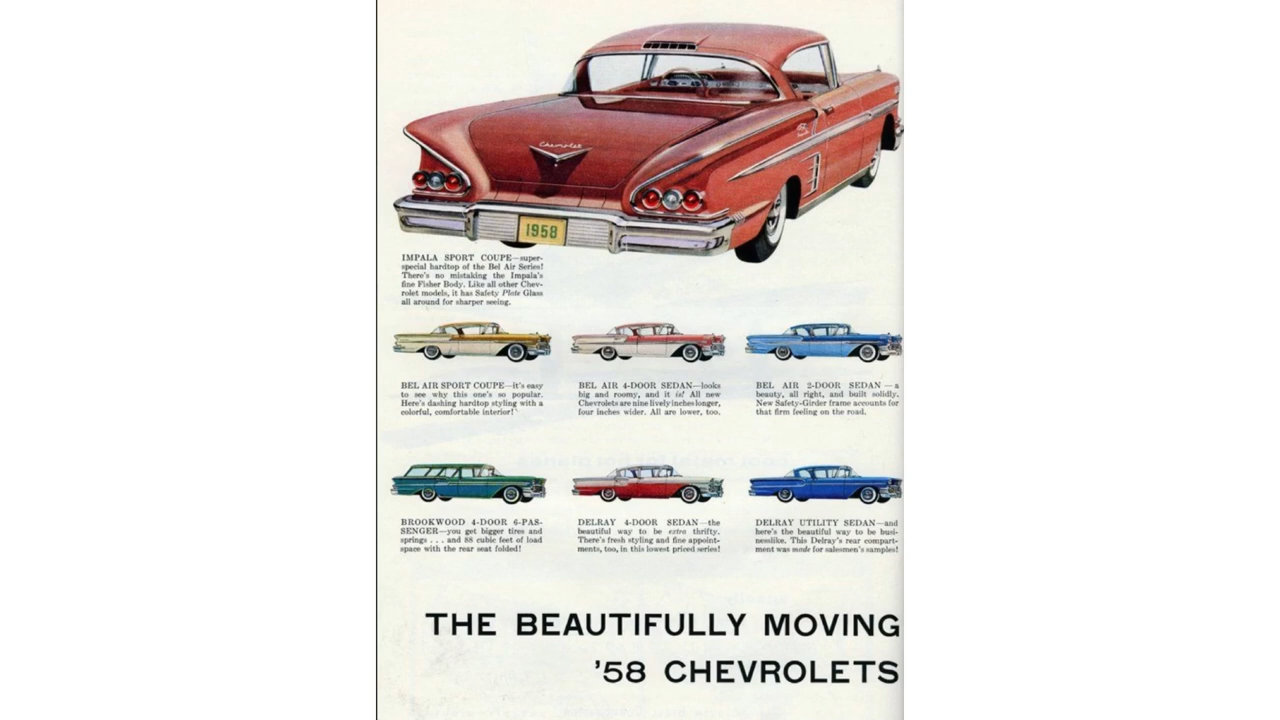 Chevrolet
1958
IMPALA SPORT COUPE—super-
special hardtop of the Bel Air Series!
There's no mistaking the Impala's
fine Fisher Body. Like all other Chev-
rolet models, it has Safety Plate Glass
all around for sharper seeing.
BEL AIR SPORT COUPE—it's easy
to see why this one's so popular.
Here's dashing hardtop styling with a
colorful, comfortable interior!
BEL AIR 4-DOOR SEDAN—looks
big and roomy, and it is! All new
Chevrolets are nine lively inches longer,
four inches wider. All are lower, too.
BEL AIR 2-DOOR SEDAN—a
beauty, all right, and built solidly.
New Safety-Girder frame accounts for
that firm feeling on the road.
BROOKWOOD 4-DOOR 6-PAS-
SENGER—you get bigger tires and
springs . . . and 88 cubic feet of load
space with the rear seat folded!
DELRAY 4-DOOR SEDAN—the
beautiful way to be extra thrifty.
There's fresh styling and fine appoint-
ments, too, in this lowest priced series!
DELRAY UTILITY SEDAN—and
here's the beautiful way to be busi-
nesslike. This Delray's rear compart-
ment was made for salesmen's samples!
THE BEAUTIFULLY MOVING
'58 CHEVROLETS